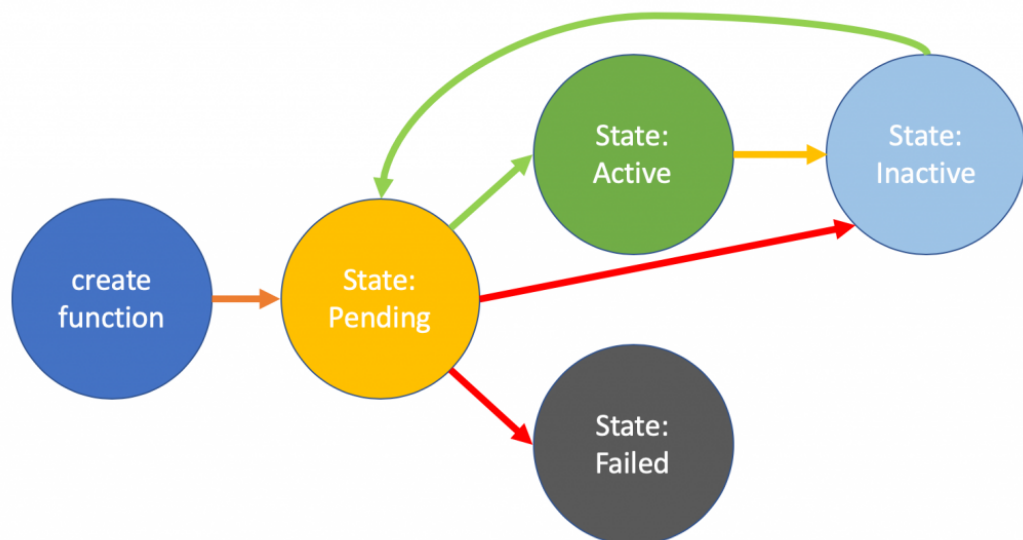 create
function
State:
Pending
State:
Active
State:
Inactive
State:
Failed